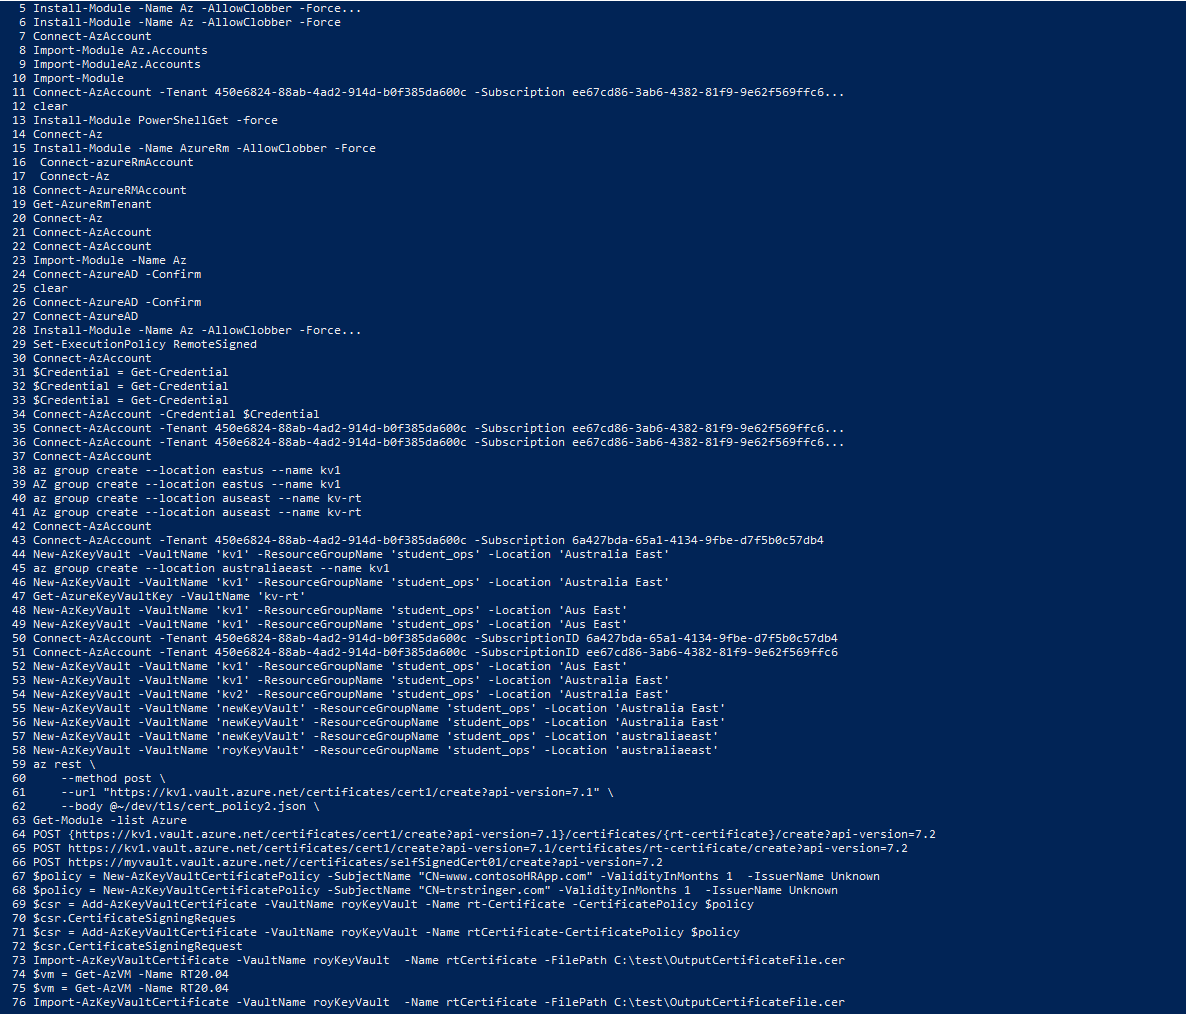 5 Install-Module -Name Az -AllowClobber -Force...
6 Install-Module -Name Az -AllowClobber -Force
7 Connect-AzAccount
8 Import-Module Az.Accounts
9 Import-ModuleAz.Accounts
10 Import-Module
11 Connect-AzAccount -Tenant 450e6824-88ab-4ad2-914d-b0f385da600c -Subscription ee67cd86-3ab6-4382-81f9-9e62f569ffc6...
12 clear
13 Install-Module PowerShellGet -force
14 Connect-Az
15 Install-Module -Name AzureRm -AllowClobber -Force
16  Connect-azureRmAccount
17  Connect-Az
18 Connect-AzureRMAccount
19 Get-AzureRmTenant
20 Connect-Az
21 Connect-AzAccount
22 Connect-AzAccount
23 Import-Module -Name Az
24 Connect-AzureAD -Confirm
25 clear
26 Connect-AzureAD -Confirm
27 Connect-AzureAD
28 Install-Module -Name Az -AllowClobber -Force...
29 Set-ExecutionPolicy RemoteSigned
30 Connect-AzAccount
31 $Credential = Get-Credential
32 $Credential = Get-Credential
33 $Credential = Get-Credential
34 Connect-AzAccount -Credential $Credential
35 Connect-AzAccount -Tenant 450e6824-88ab-4ad2-914d-b0f385da600c -Subscription ee67cd86-3ab6-4382-81f9-9e62f569ffc6...
36 Connect-AzAccount -Tenant 450e6824-88ab-4ad2-914d-b0f385da600c -Subscription ee67cd86-3ab6-4382-81f9-9e62f569ffc6...
37 Connect-AzAccount
38 az group create --location eastus --name kv1
39 AZ group create --location eastus --name kv1
40 az group create --location auseast --name kv-rt
41 Az group create --location auseast --name kv-rt
42 Connect-AzAccount
43 Connect-AzAccount -Tenant 450e6824-88ab-4ad2-914d-b0f385da600c -Subscription 6a427bda-65a1-4134-9fbe-d7f5b0c57db4
44 New-AzKeyVault -VaultName 'kv1' -ResourceGroupName 'student_ops' -Location 'Australia East'
45 az group create --location australiaeast --name kv1
46 New-AzKeyVault -VaultName 'kv1' -ResourceGroupName 'student_ops' -Location 'Australia East'
47 Get-AzureKeyVaultKey -VaultName 'kv-rt'
48 New-AzKeyVault -VaultName 'kv1' -ResourceGroupName 'student_ops' -Location 'Aus East'
49 New-AzKeyVault -VaultName 'kv1' -ResourceGroupName 'student_ops' -Location 'Aus East'
50 Connect-AzAccount -Tenant 450e6824-88ab-4ad2-914d-b0f385da600c -SubscriptionID 6a427bda-65a1-4134-9fbe-d7f5b0c57db4
51 Connect-AzAccount -Tenant 450e6824-88ab-4ad2-914d-b0f385da600c -SubscriptionID ee67cd86-3ab6-4382-81f9-9e62f569ffc6
52 New-AzKeyVault -VaultName 'kv1' -ResourceGroupName 'student_ops' -Location 'Aus East'
53 New-AzKeyVault -VaultName 'kv1' -ResourceGroupName 'student_ops' -Location 'Australia East'
54 New-AzKeyVault -VaultName 'kv2' -ResourceGroupName 'student_ops' -Location 'Australia East'
55 New-AzKeyVault -VaultName 'newKeyVault' -ResourceGroupName 'student_ops' -Location 'Australia East'
56 New-AzKeyVault -VaultName 'newKeyVault' -ResourceGroupName 'student_ops' -Location 'Australia East'
57 New-AzKeyVault -VaultName 'newKeyVault' -ResourceGroupName 'student_ops' -Location 'australiaeast'
58 New-AzKeyVault -VaultName 'royKeyVault' -ResourceGroupName 'student_ops' -Location 'australiaeast'
59 az rest \
60     --method post \
61     --url "https://kv1.vault.azure.net/certificates/cert1/create?api-version=7.1" \
62     --body @~/dev/tls/cert_policy2.json \
63 Get-Module -list Azure
64 POST {https://kv1.vault.azure.net/certificates/cert1/create?api-version=7.1}/certificates/{rt-certificate}/create?api-version=7.2
65 POST https://kv1.vault.azure.net/certificates/cert1/create?api-version=7.1/certificates/rt-certificate/create?api-version=7.2
66 POST https://myvault.vault.azure.net//certificates/selfSignedCert01/create?api-version=7.2
67 $policy = New-AzKeyVaultCertificatePolicy -SubjectName "CN=www.contosoHRApp.com" -ValidityInMonths 1  -IssuerName Unknown
68 $policy = New-AzKeyVaultCertificatePolicy -SubjectName "CN=trstringer.com" -ValidityInMonths 1  -IssuerName Unknown
69 $csr = Add-AzKeyVaultCertificate -VaultName royKeyVault -Name rt-Certificate -CertificatePolicy $policy
70 $csr.CertificateSigningReques
71 $csr = Add-AzKeyVaultCertificate -VaultName royKeyVault -Name rtCertificate-CertificatePolicy $policy
72 $csr.CertificateSigningRequest
73 Import-AzKeyVaultCertificate -VaultName royKeyVault  -Name rtCertificate -FilePath C:\test\OutputCertificateFile.cer
74 $vm = Get-AzVM -Name RT20.04
75 $vm = Get-AzVM -Name RT20.04
76 Import-AzKeyVaultCertificate -VaultName royKeyVault  -Name rtCertificate -FilePath C:\test\OutputCertificateFile.cer